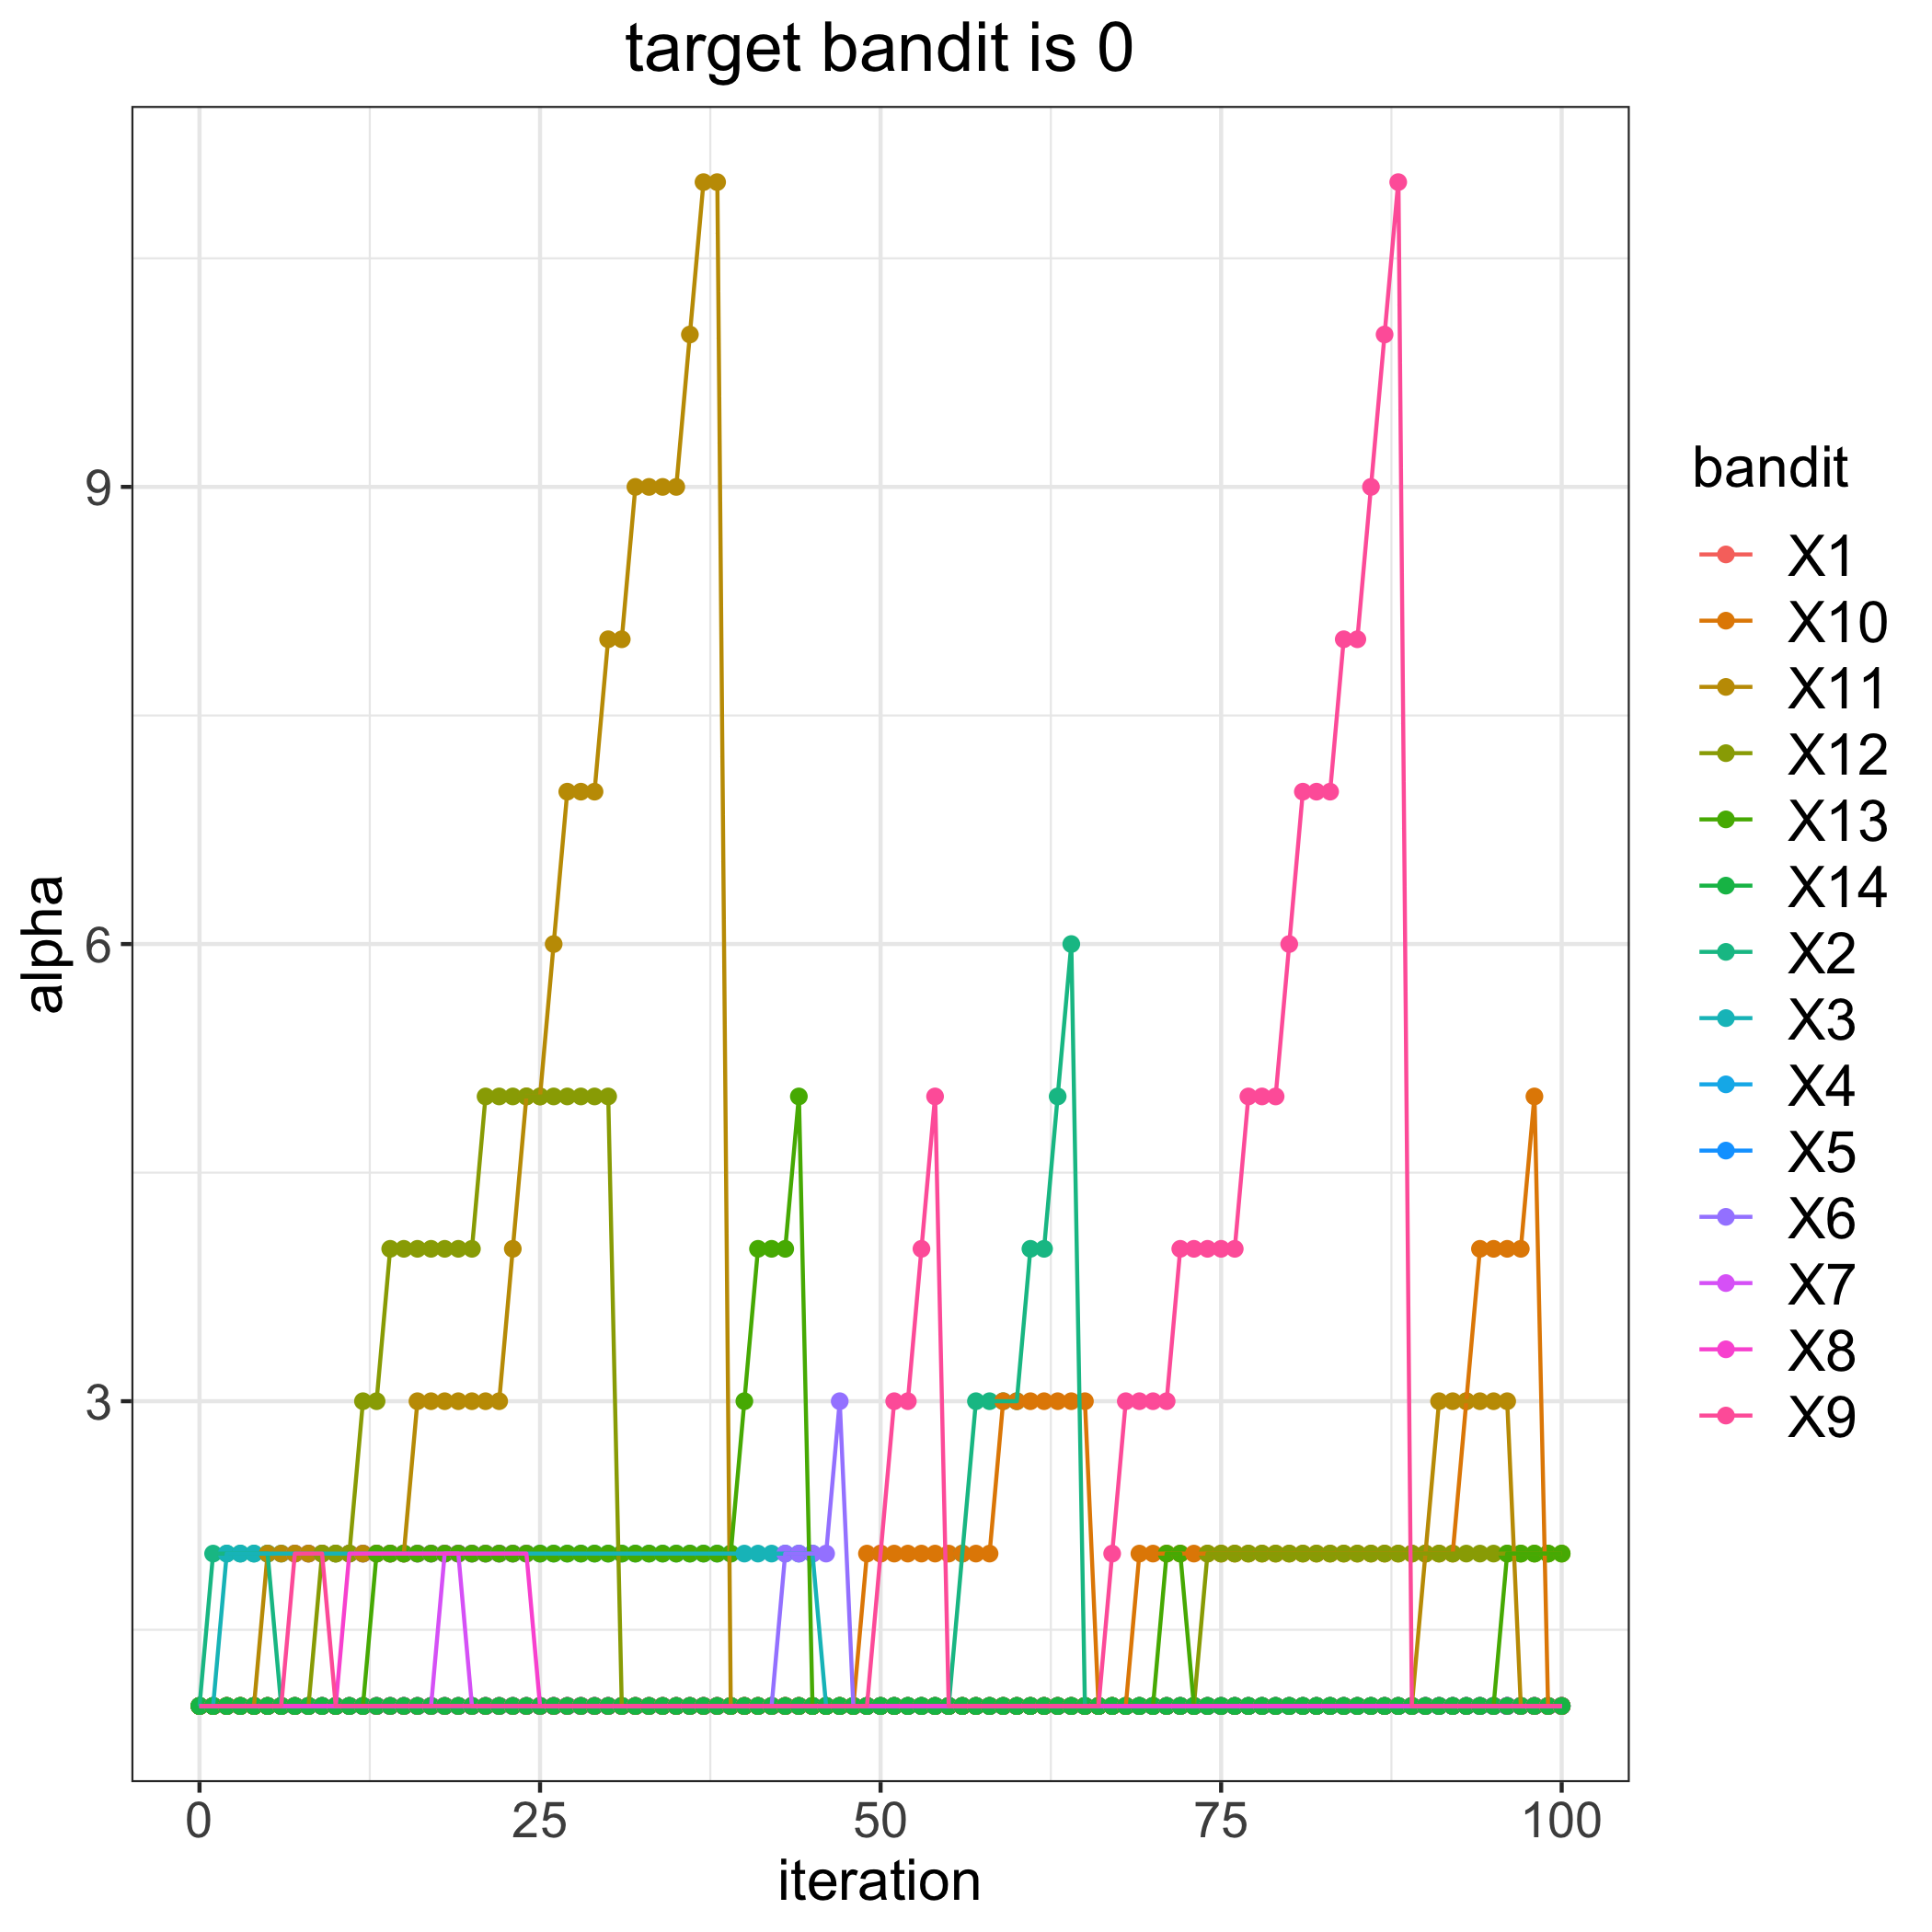 target bandit is 0
9
6
3
alpha
0 25 50 75 100
iteration
bandit
X1
X10
X11
X12
X13
X14
X2
X3
X4
X5
X6
X7
X8
X9